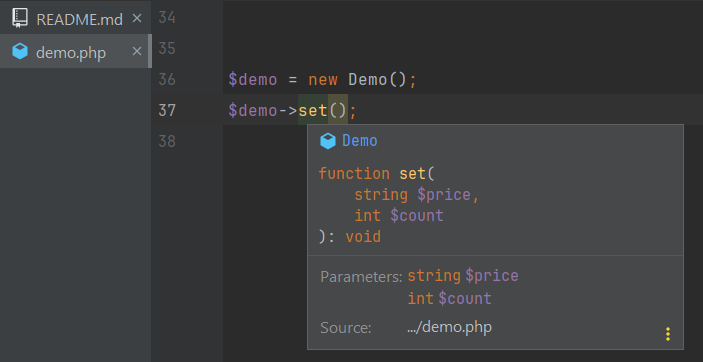 README.md
demo.php
34
35
36 $demo = new Demo();
37 $demo->set();
38
Demo
function set(
string $price,
int $count
): void
Parameters: string $price
int $count
Source: .../demo.php